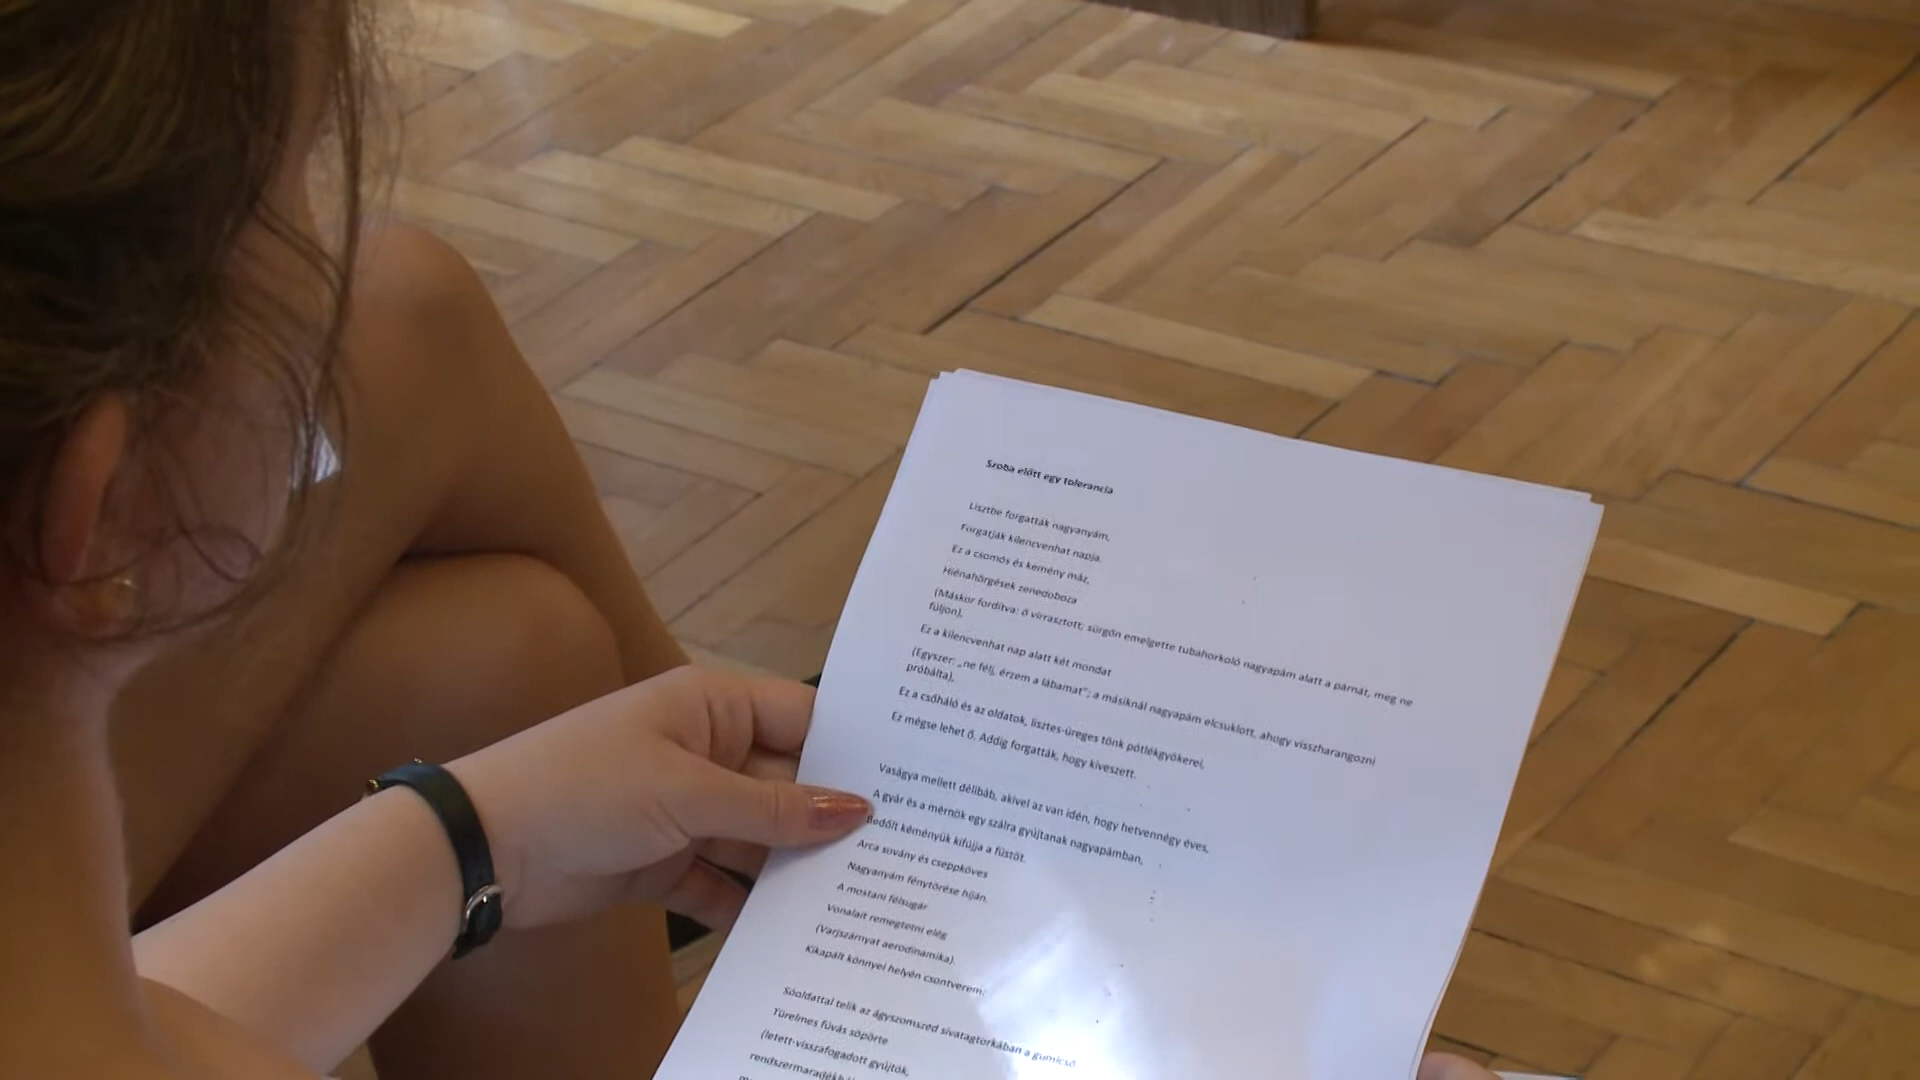 Szoba előtt egy tolerancia
Lisztbe forgatták nagyanyám,
Forgatják kilencvenhat napja.
Ez a csomós és kemény máz,
Hiénahörgések zenedoboza
(Máskor fordítva: ő virrasztott, sürgőn emelgette tubahorkoló nagyapám alatt a párnát, meg ne
fúljon).
Ez a kilencvenhat nap alatt két mondat
(Egyszer: „ne félj, érzem a lábamat”; a másiknál nagyapám elcsuklott, ahogy visszharangozni
próbálta),
Ez a csőháló és az oldatok, lisztes-üreges tönk pótlékgyökerei,
Ez mégse lehet ő. Addig forgatták, hogy kiveszett.
Vaságya mellett délibáb, akivel az van idén, hogy hetvennégy éves,
A gyár és a mérnök egy szálra gyújtanak nagyapámban,
Bedőlt kéményük kifújja a füstöt.
Arca sovány és cseppköves
Nagyanyám fénytörése híján.
A mostani félsugár
Vonalait remegtetni elég
(Varjszárnyat aerodinamika).
Kikapált könnyei helyén csontverem:
Sóoldattal telik az ágyszomszéd sivatagtorkában a gumicső
Türelmes fúvás söpörte
(letett-visszafogadott gyújtók,